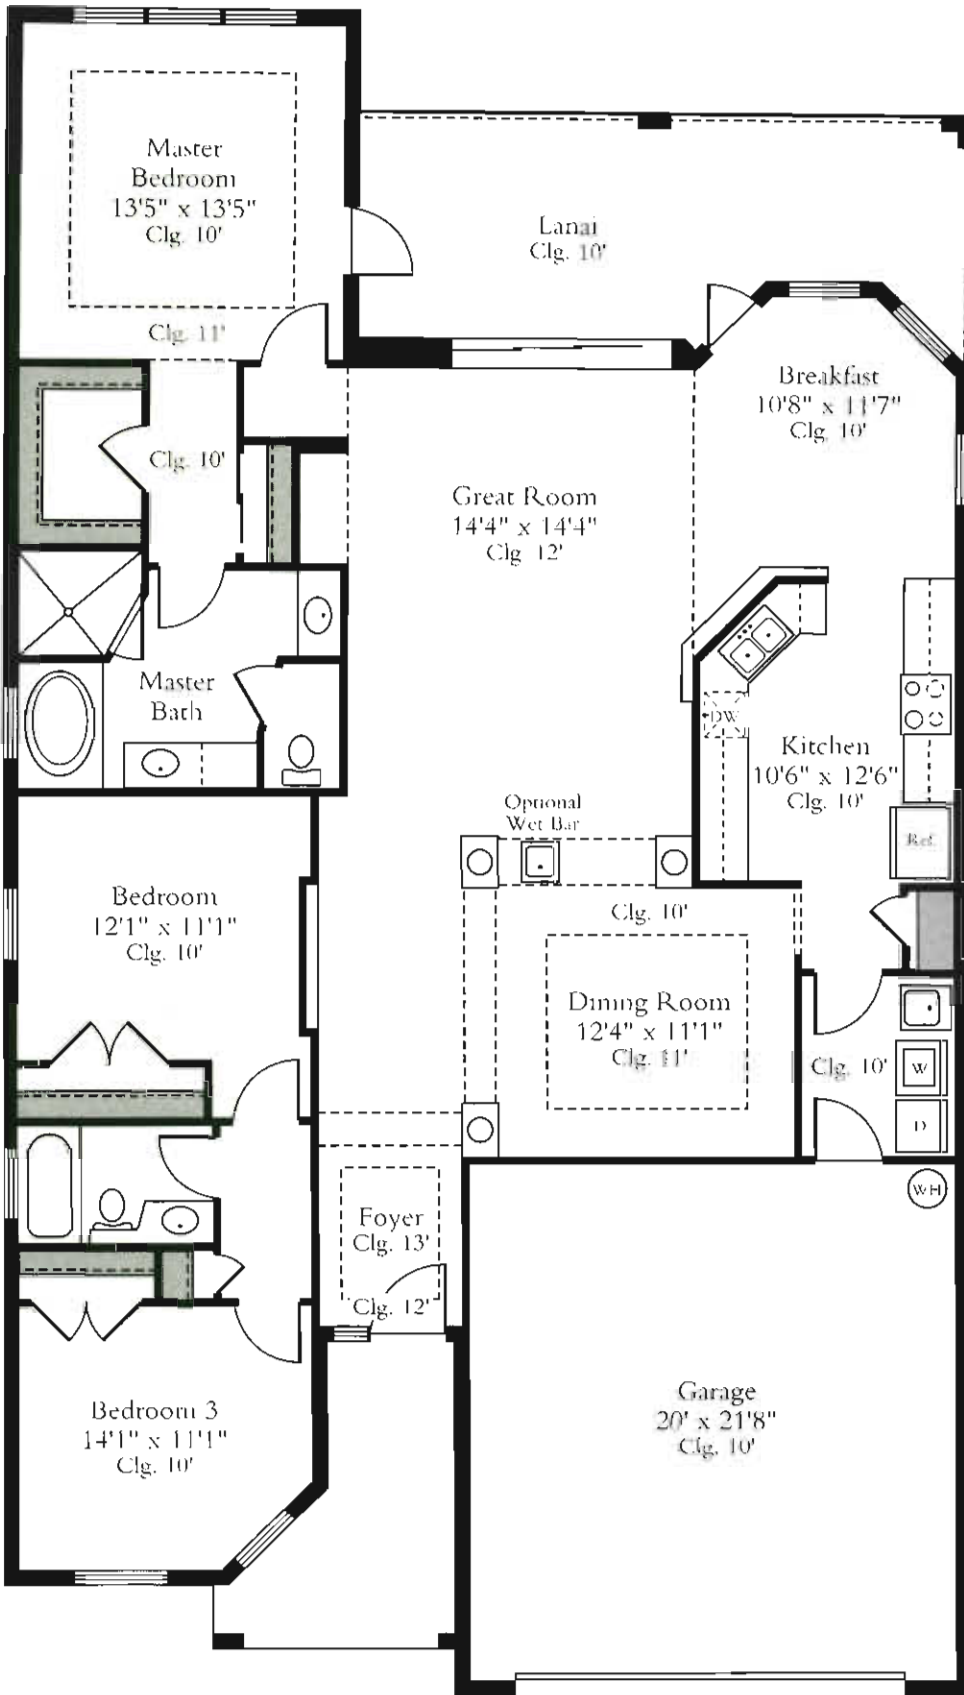 Master
Bedroom
13'5" x 13'5"
Clg. 10'
Clg. 11'
Lanai
Clg. 10'
Breakfast
10'8" x 11'7"
Clg. 10'
Clg. 10'
Great Room
14'4" x 14'4"
Clg 12'
Master
Bath
DW
Kitchen
10'6" x 12'6"
Clg. 10'
Ref.
Optional
Wet Bar
Bedroom
12'1" x 11'1"
Clg. 10'
Clg. 10'
Dining Room
12'4" x 11'1"
Clg. 11'
Clg. 10'
W
D
WH
Foyer
Clg. 13'
Clg. 12'
Bedroom 3
14'1" x 11'1"
Clg. 10'
Garage
20' x 21'8"
Clg. 10'